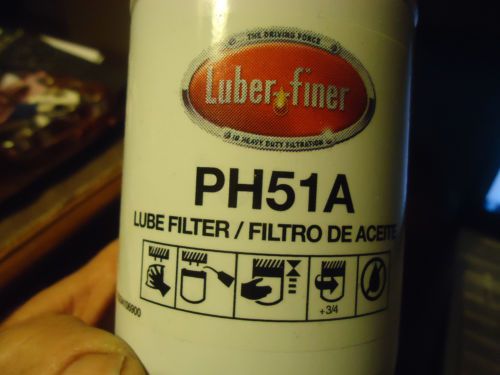 THE DRIVING FORCE
Luber-finer
IN HEAVY DUTY FILTRATION
PH51A
LUBE FILTER / FILTRO DE ACEITE
+3/4